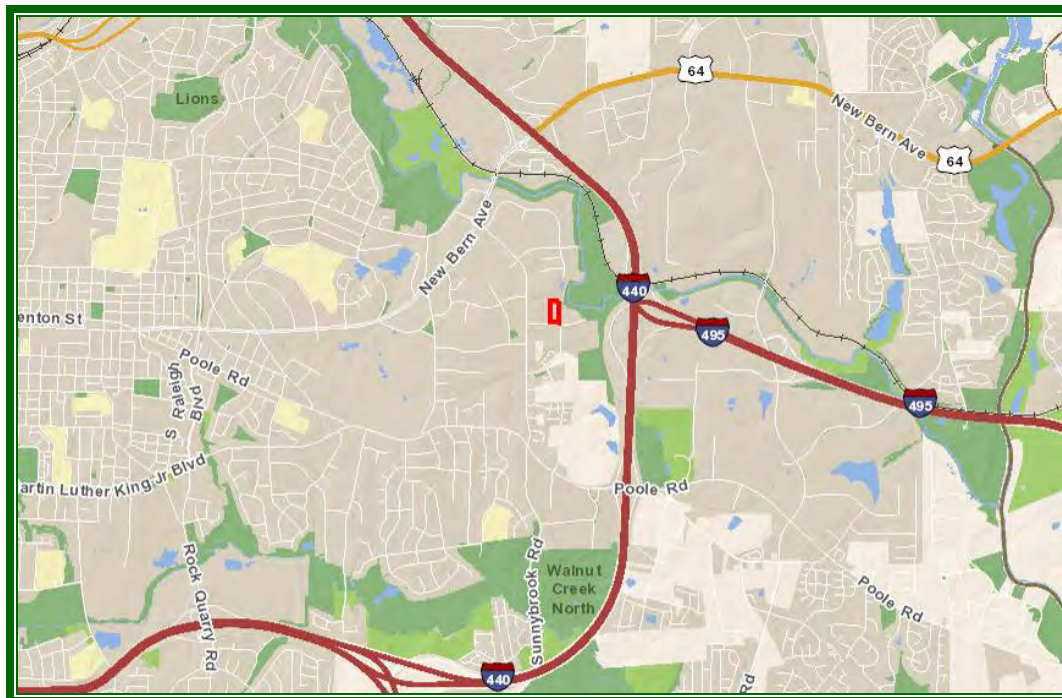 64
Lions
New Bern Ave
64
New Bern Ave
440
enton St
495
Poole Rd
S Raleigh
Blvd
495
artin Luther King Jr Blvd
Poole Rd
Rock Quarry Rd
Sunnybrook Rd
Walnut
Creek
North
Poole Rd
440
Rd